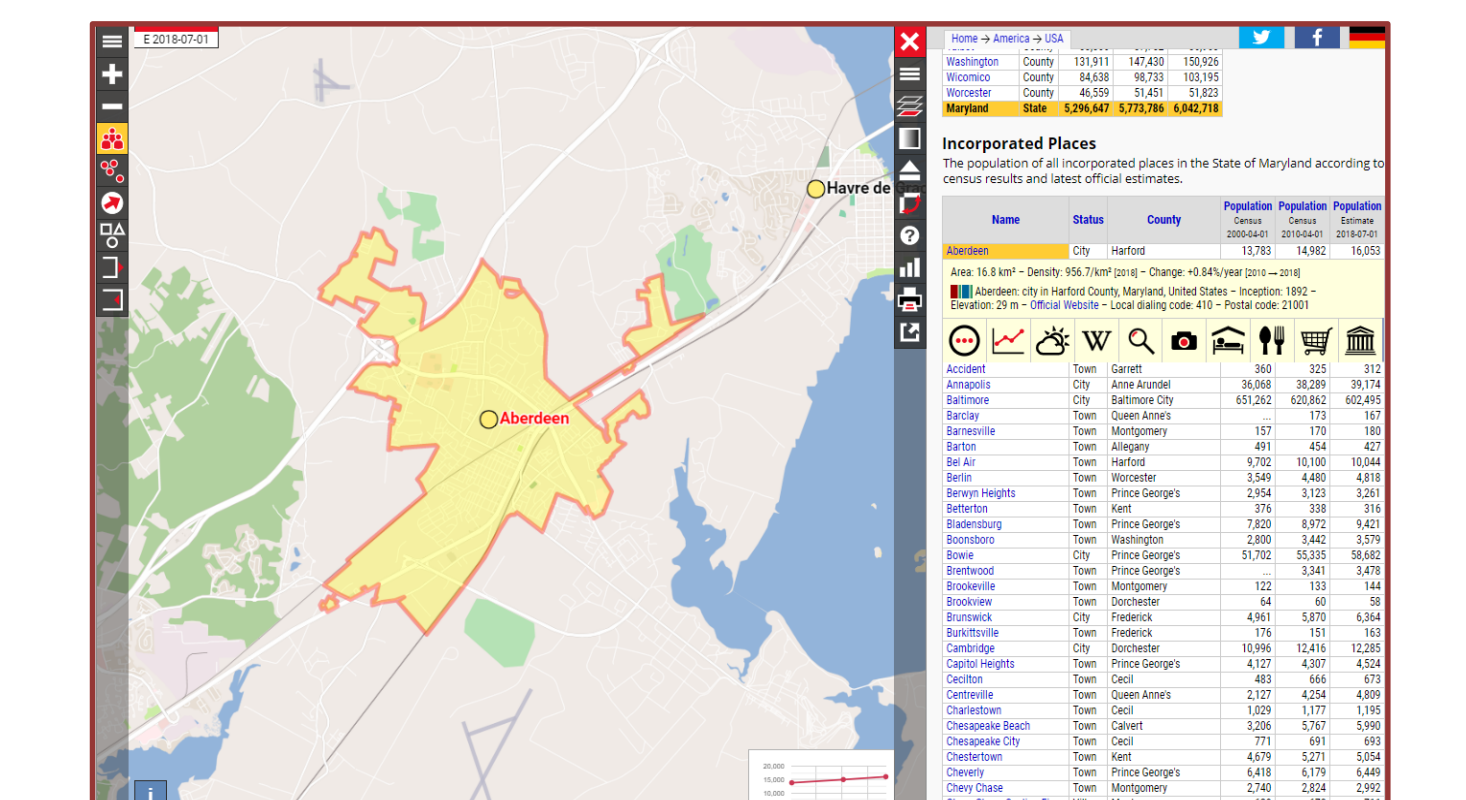 E 2018-07-01
Havre de Grac
Aberdeen
20,000
15,000
10,000
i
Home → America → USA
Washington County 131,911 147,430 150,926
Wicomico County 84,638 98,733 103,195
Worcester County 46,559 51,451 51,823
Maryland State 5,296,647 5,773,786 6,042,718
Incorporated Places
The population of all incorporated places in the State of Maryland according to
census results and latest official estimates.
Name Status County Population Population Population
Census Census Estimate
2000-04-01 2010-04-01 2018-07-01
Aberdeen City Harford 13,783 14,982 16,053
Area: 16.8 km² – Density: 956.7/km² [2018] – Change: +0.84%/year [2010 → 2018]
Aberdeen: city in Harford County, Maryland, United States – Inception: 1892 –
Elevation: 29 m – Official Website – Local dialing code: 410 – Postal code: 21001
W
Accident Town Garrett 360 325 312
Annapolis City Anne Arundel 36,068 38,289 39,174
Baltimore City Baltimore City 651,262 620,862 602,495
Barclay Town Queen Anne's ... 173 167
Barnesville Town Montgomery 157 170 180
Barton Town Allegany 491 454 427
Bel Air Town Harford 9,702 10,100 10,044
Berlin Town Worcester 3,549 4,480 4,818
Berwyn Heights Town Prince George's 2,954 3,123 3,261
Betterton Town Kent 376 338 316
Bladensburg Town Prince George's 7,820 8,972 9,421
Boonsboro Town Washington 2,800 3,442 3,579
Bowie City Prince George's 51,702 55,335 58,682
Brentwood Town Prince George's ... 3,341 3,478
Brookeville Town Montgomery 122 133 144
Brookview Town Dorchester 64 60 58
Brunswick City Frederick 4,961 5,870 6,364
Burkittsville Town Frederick 176 151 163
Cambridge City Dorchester 10,996 12,416 12,285
Capitol Heights Town Prince George's 4,127 4,307 4,524
Cecilton Town Cecil 483 666 673
Centreville Town Queen Anne's 2,127 4,254 4,809
Charlestown Town Cecil 1,029 1,177 1,195
Chesapeake Beach Town Calvert 3,206 5,767 5,990
Chesapeake City Town Cecil 771 691 693
Chestertown Town Kent 4,679 5,271 5,054
Cheverly Town Prince George's 6,418 6,179 6,449
Chevy Chase Town Montgomery 2,740 2,824 2,992